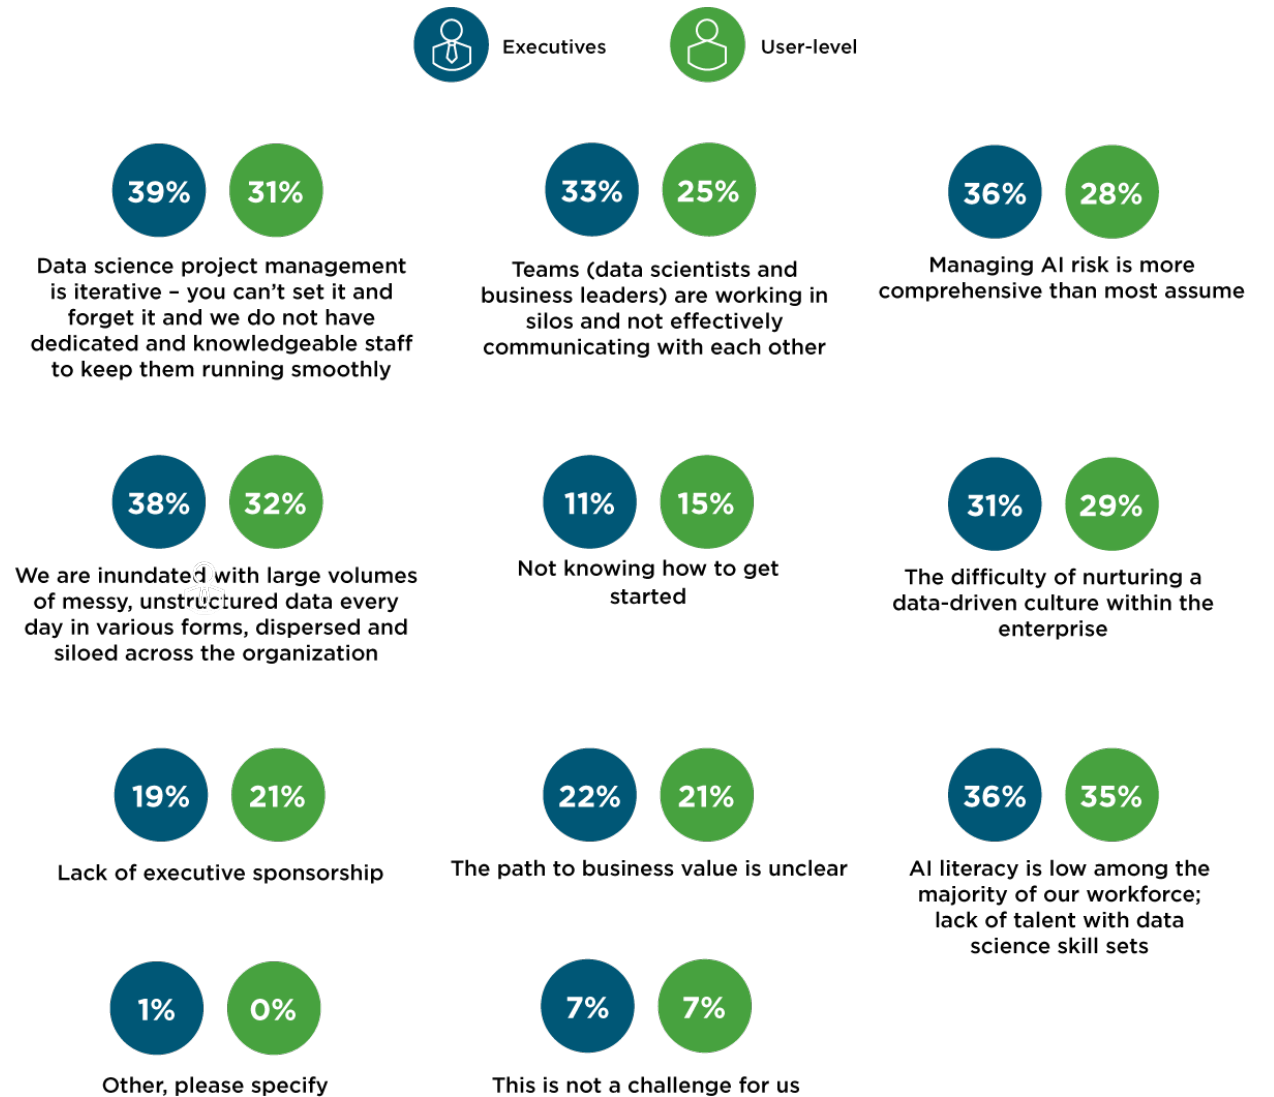 Executives
User-level
39%
31%
Data science project management
is iterative – you can’t set it and
forget it and we do not have
dedicated and knowledgeable staff
to keep them running smoothly
33%
25%
Teams (data scientists and
business leaders) are working in
silos and not effectively
communicating with each other
36%
28%
Managing AI risk is more
comprehensive than most assume
38%
32%
We are inundated with large volumes
of messy, unstructured data every
day in various forms, dispersed and
siloed across the organization
11%
15%
Not knowing how to get
started
31%
29%
The difficulty of nurturing a
data-driven culture within the
enterprise
19%
21%
Lack of executive sponsorship
22%
21%
The path to business value is unclear
36%
35%
AI literacy is low among the
majority of our workforce;
lack of talent with data
science skill sets
1%
0%
Other, please specify
7%
7%
This is not a challenge for us